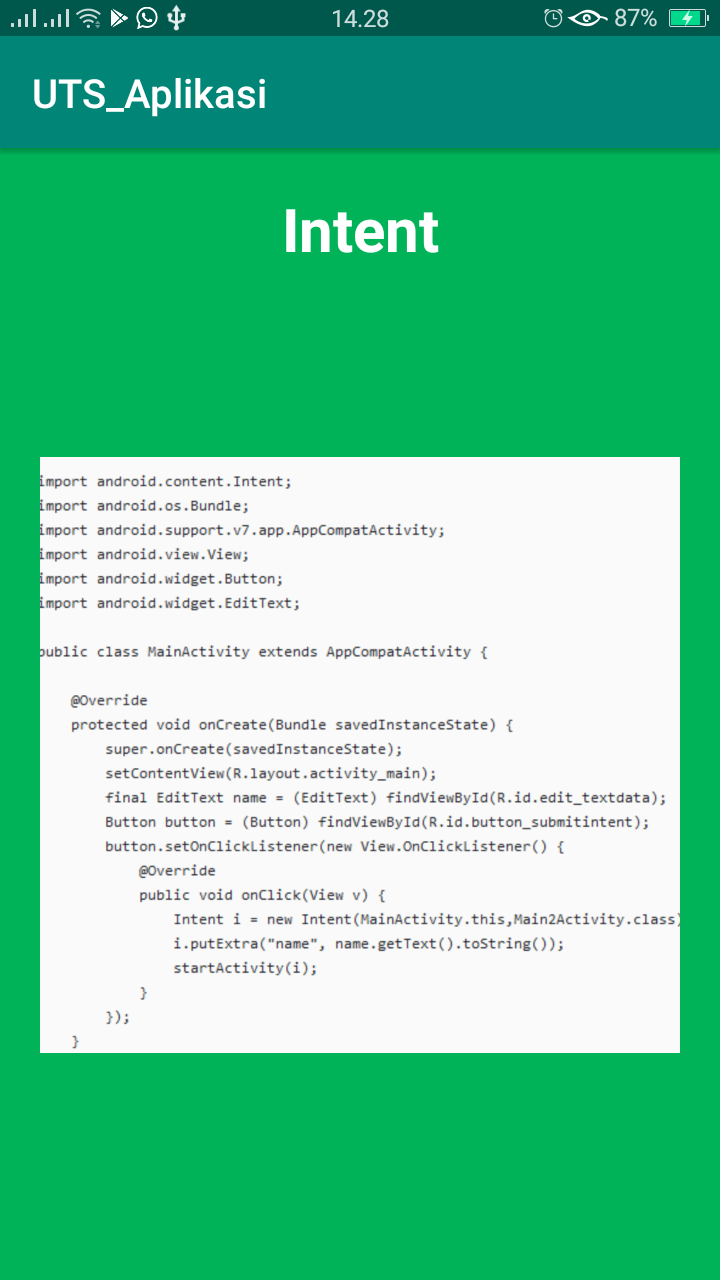 14.28
87%
UTS_Aplikasi
Intent
import android.content.Intent;
import android.os.Bundle;
import android.support.v7.app.AppCompatActivity;
import android.view.View;
import android.widget.Button;
import android.widget.EditText;
public class MainActivity extends AppCompatActivity {
@Override
protected void onCreate(Bundle savedInstanceState) {
super.onCreate(savedInstanceState);
setContentView(R.layout.activity_main);
final EditText name = (EditText) findViewById(R.id.edit_textdata);
Button button = (Button) findViewById(R.id.button_submitintent);
button.setOnClickListener(new View.OnClickListener() {
@Override
public void onClick(View v) {
Intent i = new Intent(MainActivity.this,Main2Activity.class)
i.putExtra("name", name.getText().toString());
startActivity(i);
}
});
}